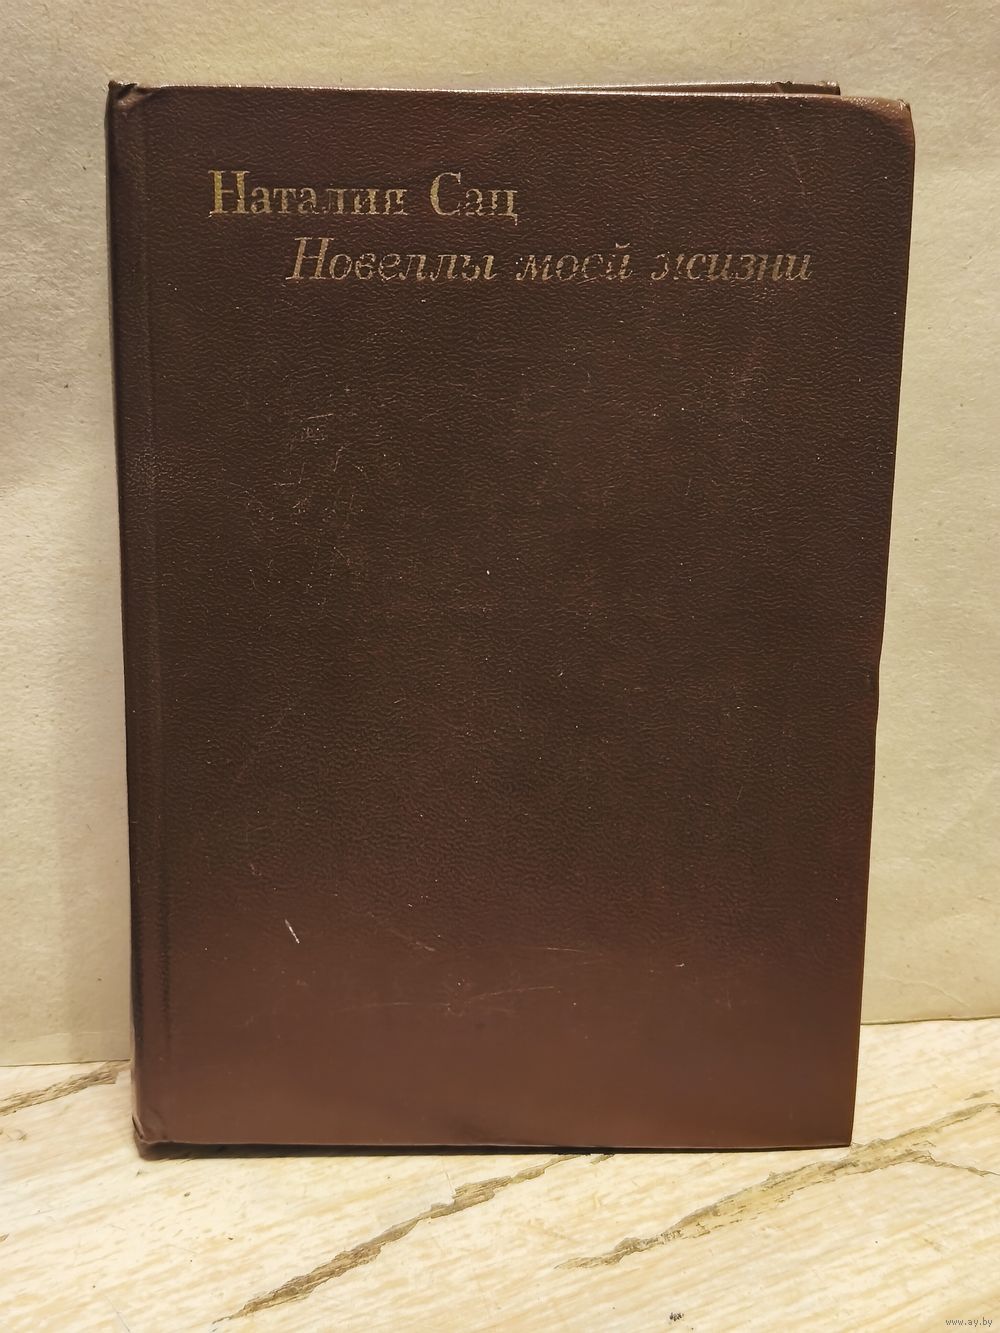 Наталия Сац
Новеллы моей жизни
www.ay.by